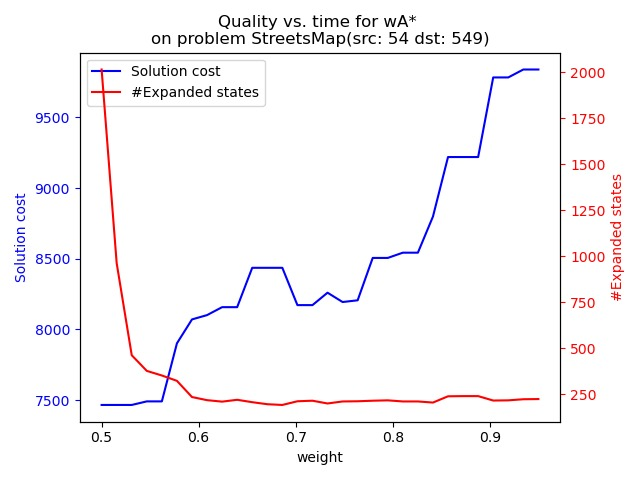 Quality vs. time for wA*
on problem StreetsMap(src: 54 dst: 549)
Solution cost
#Expanded states
9500
9000
8500
8000
7500
Solution cost
2000
1750
1500
1250
1000
750
500
250
#Expanded states
0.5 0.6 0.7 0.8 0.9
weight